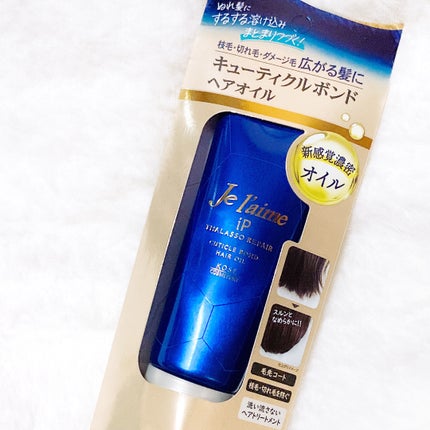 ぬれ髪に
するする溶け込み
まとまりつづく!
枝毛・切れ毛・ダメージ毛 広がる髪に
キューティクルボンド
ヘアオイル
新感覚濃密
オイル
Je l'aime
iP
THALASSO REPAIR
CUTICLE BOND
HAIR OIL
KOSÉ
スルンと
なめらかに!!
毛先コート
枝毛・切れ毛を防ぐ
洗い流さない
ヘアトリートメント